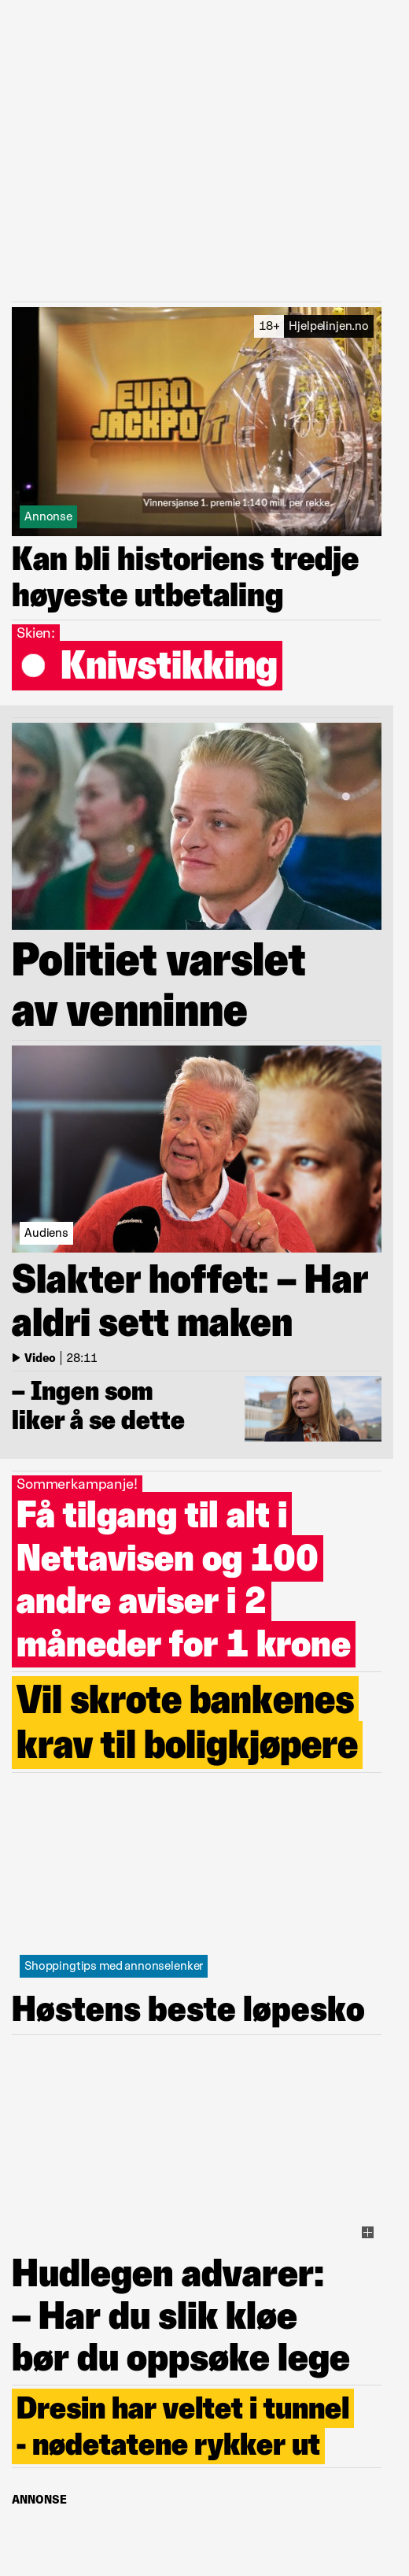 18+ Hjelpelinjen.no
EURO
JACKPOT
Vinnersjanse 1. premie 1:140 mill. per rekke.
Annonse
Kan bli historiens tredje
høyeste utbetaling
Skien:
Knivstikking
Politiet varslet
av venninne
Audiens
Slakter hoffet: – Har
aldri sett maken
Video | 28:11
– Ingen som
liker å se dette
Sommerkampanje!
Få tilgang til alt i
Nettavisen og 100
andre aviser i 2
måneder for 1 krone
Vil skrote bankenes
krav til boligkjøpere
Shoppingtips med annonselenker
Høstens beste løpesko
Hudlegen advarer:
– Har du slik kløe
bør du oppsøke lege
Dresin har veltet i tunnel
- nødetatene rykker ut
ANNONSE